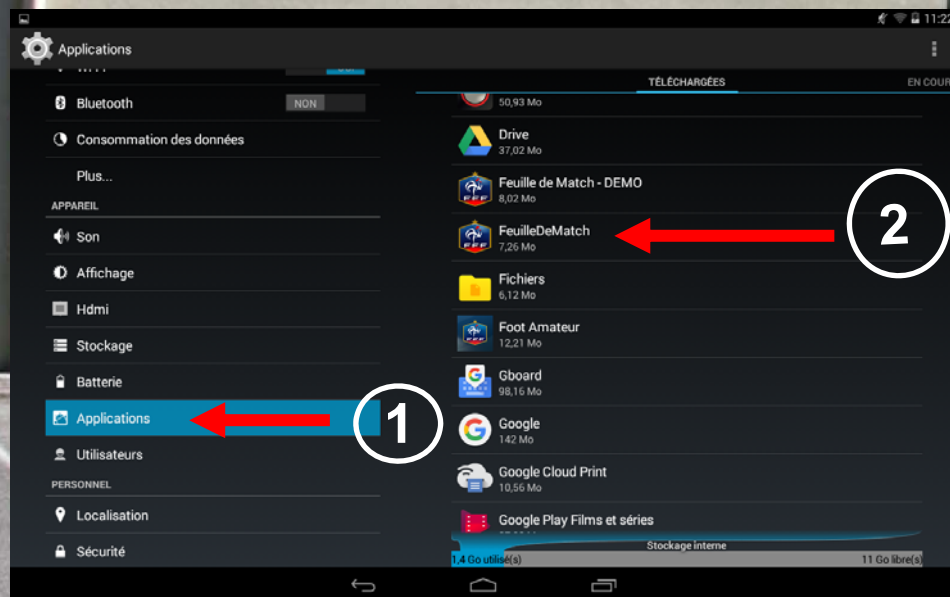 11:22
Applications
Bluetooth
NON
Consommation des données
Plus...
APPAREIL
Son
Affichage
Hdmi
Stockage
Batterie
Applications
Utilisateurs
PERSONNEL
Localisation
Sécurité
1
TÉLÉCHARGÉES
EN COUR
50,93 Mo
Drive
37,02 Mo
Feuille de Match - DEMO
8,02 Mo
FeuilleDeMatch
7,26 Mo
Fichiers
6,12 Mo
Foot Amateur
12,21 Mo
Gboard
98,16 Mo
Google
142 Mo
Google Cloud Print
10,56 Mo
Google Play Films et séries
Stockage interne
1,4 Go utilisé(s)
11 Go libre(s)
2